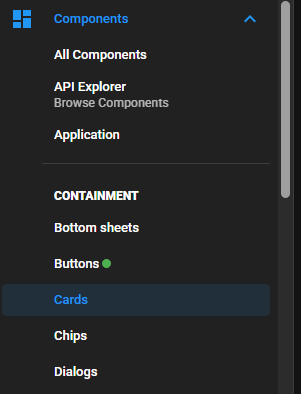 Components
All Components
API Explorer
Browse Components
Application
CONTAINMENT
Bottom sheets
Buttons
Cards
Chips
Dialogs